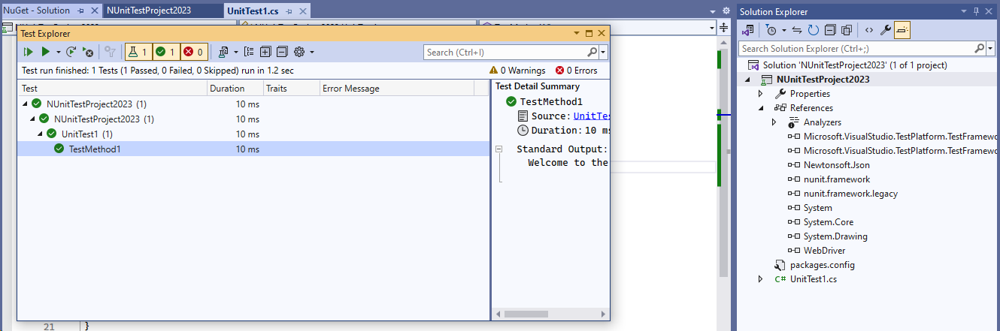 NuGet - Solution
NUnitTestProject2023
UnitTest1.cs
Test Explorer
1
1
0
Search (Ctrl+I)
Test run finished: 1 Tests (1 Passed, 0 Failed, 0 Skipped) run in 1.2 sec
0 Warnings
0 Errors
Test Duration Traits Error Message
NUnitTestProject2023 (1) 10 ms
NUnitTestProject2023 (1) 10 ms
UnitTest1 (1) 10 ms
TestMethod1 10 ms
Test Detail Summary
TestMethod1
Source: UnitTes
Duration: 10 ms
Standard Output:
Welcome to the
21 }
Solution Explorer
Search Solution Explorer (Ctrl+;)
Solution 'NUnitTestProject2023' (1 of 1 project)
NUnitTestProject2023
Properties
References
Analyzers
Microsoft.VisualStudio.TestPlatform.TestFramewo
Microsoft.VisualStudio.TestPlatform.TestFramewo
Newtonsoft.Json
nunit.framework
nunit.framework.legacy
System
System.Core
System.Drawing
WebDriver
packages.config
C# UnitTest1.cs